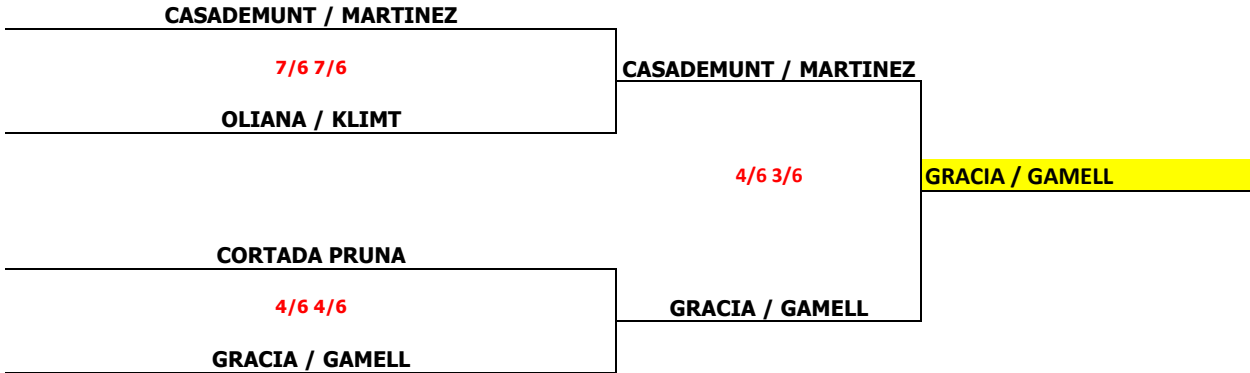 CASADEMUNT / MARTINEZ
7/6 7/6
CASADEMUNT / MARTINEZ
OLIANA / KLIMT
4/6 3/6
GRACIA / GAMELL
CORTADA PRUNA
4/6 4/6
GRACIA / GAMELL
GRACIA / GAMELL